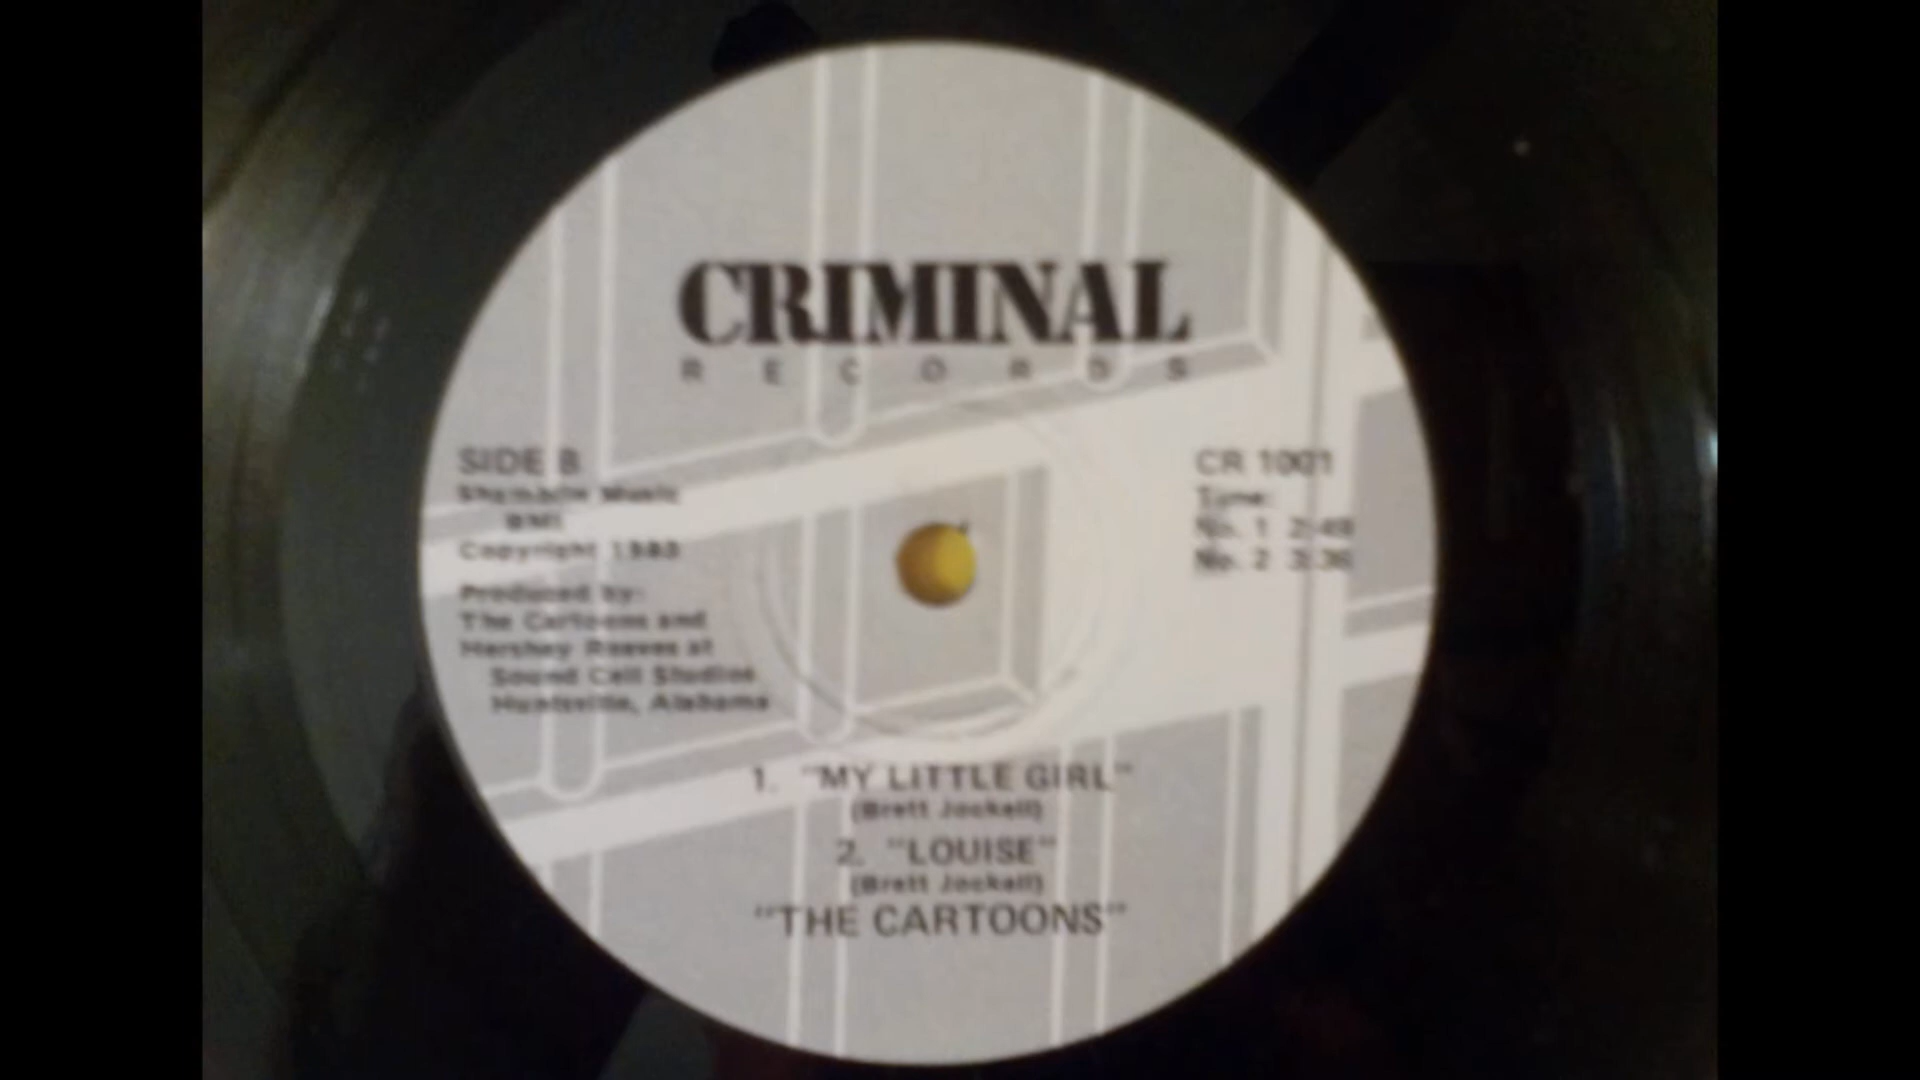 CRIMINAL
RECORDS
SIDE B
Music
BMI
Copyright
Produced by:
The Cartoons and
Hershey Reeves at
Sound Cell Studios
Huntsville, Alabama
CR 1001
Time:
No. 1 2:49
No. 2 3:36
1. "MY LITTLE GIRL"
(Brett Jockell)
2. "LOUISE"
(Brett Jockell)
"THE CARTOONS"